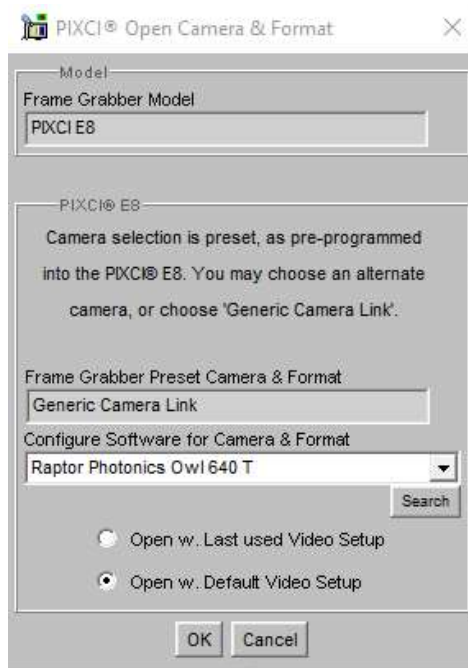 PIXCI® Open Camera & Format
Model
Frame Grabber Model
PIXCI E8
PIXCI® E8
Camera selection is preset, as pre-programmed
into the PIXCI® E8. You may choose an alternate
camera, or choose 'Generic Camera Link'.
Frame Grabber Preset Camera & Format
Generic Camera Link
Configure Software for Camera & Format
Raptor Photonics Owl 640 T
Search
Open w. Last used Video Setup
Open w. Default Video Setup
OK Cancel